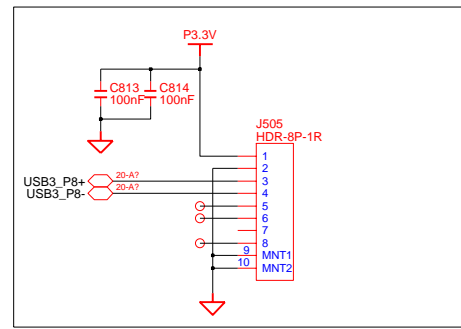 P3.3V
C813
100nF
C814
100nF
J505
HDR-8P-1R
1
2
USB3_P8+ 20-A? 3
USB3_P8- 20-A? 4
5
6
7
8
9 MNT1
10 MNT2